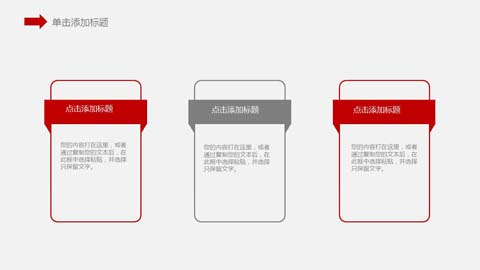 单击添加标题
点击添加标题
您的内容打在这里，或者
通过复制您的文本后，在
此框中选择粘贴，并选择
只保留文字。
点击添加标题
您的内容打在这里，或者
通过复制您的文本后，在
此框中选择粘贴，并选择
只保留文字。
点击添加标题
您的内容打在这里，或者
通过复制您的文本后，在
此框中选择粘贴，并选择
只保留文字。